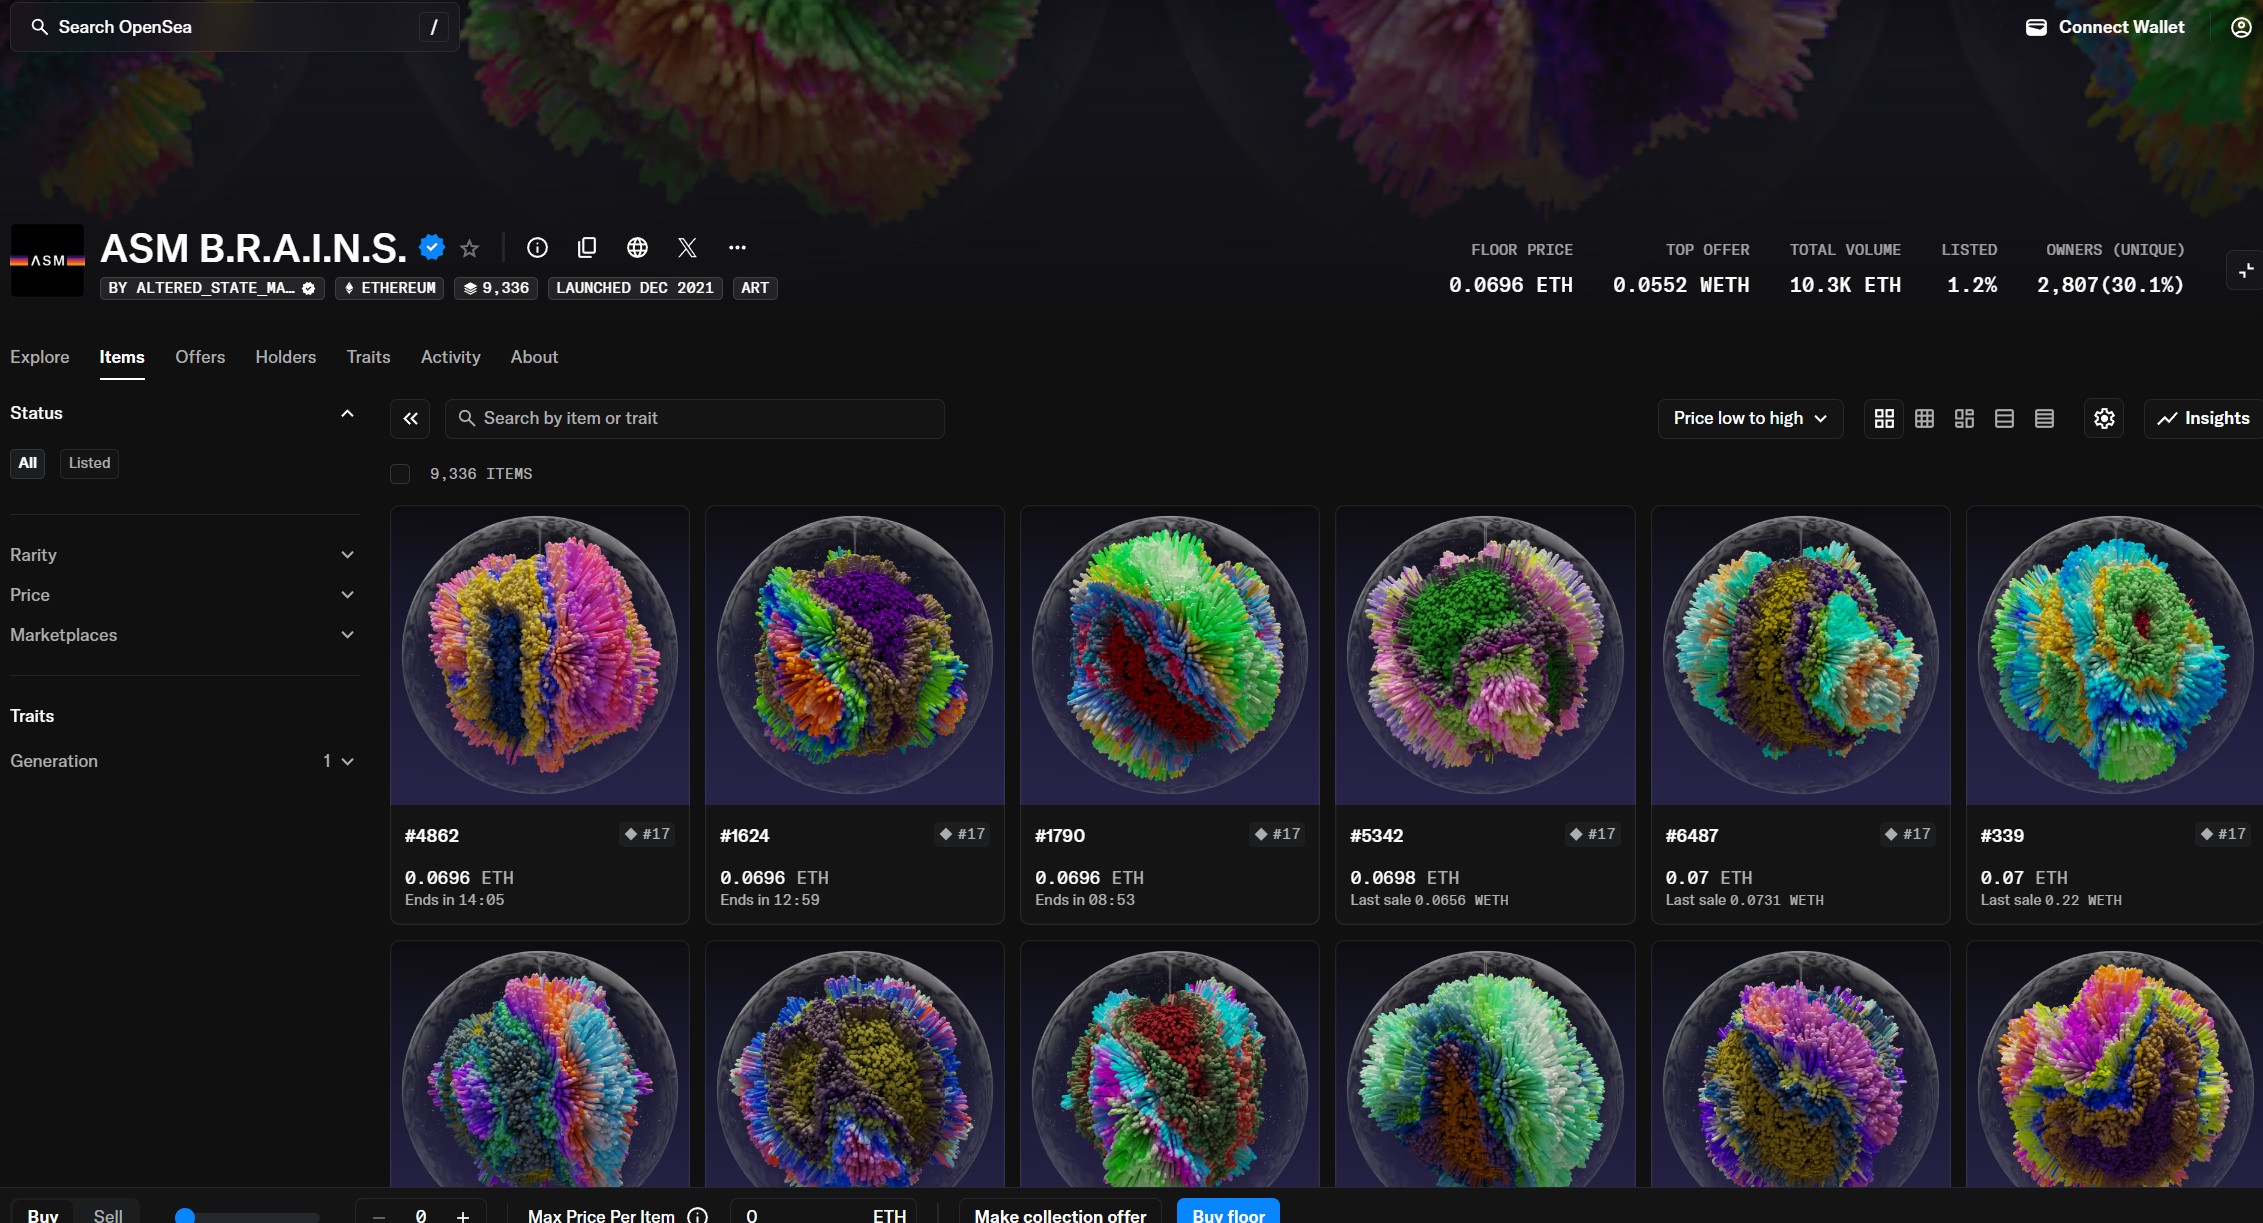 Search OpenSea /
Connect Wallet
ASM
ASM B.R.A.I.N.S.
BY ALTERED_STATE_MA… ETHEREUM 9,336 LAUNCHED DEC 2021 ART
FLOOR PRICE TOP OFFER TOTAL VOLUME LISTED OWNERS (UNIQUE)
0.0696 ETH 0.0552 WETH 10.3K ETH 1.2% 2,807(30.1%)
Explore Items Offers Holders Traits Activity About
Status
All Listed
Rarity
Price
Marketplaces
Traits
Generation 1
Search by item or trait
Price low to high
Insights
9,336 ITEMS
#4862 #17
0.0696 ETH
Ends in 14:05
#1624 #17
0.0696 ETH
Ends in 12:59
#1790 #17
0.0696 ETH
Ends in 08:53
#5342 #17
0.0698 ETH
Last sale 0.0656 WETH
#6487 #17
0.07 ETH
Last sale 0.0731 WETH
#339 #17
0.07 ETH
Last sale 0.22 WETH
Buy Sell
0
Max Price Per Item
0 ETH
Make collection offer
Buy floor